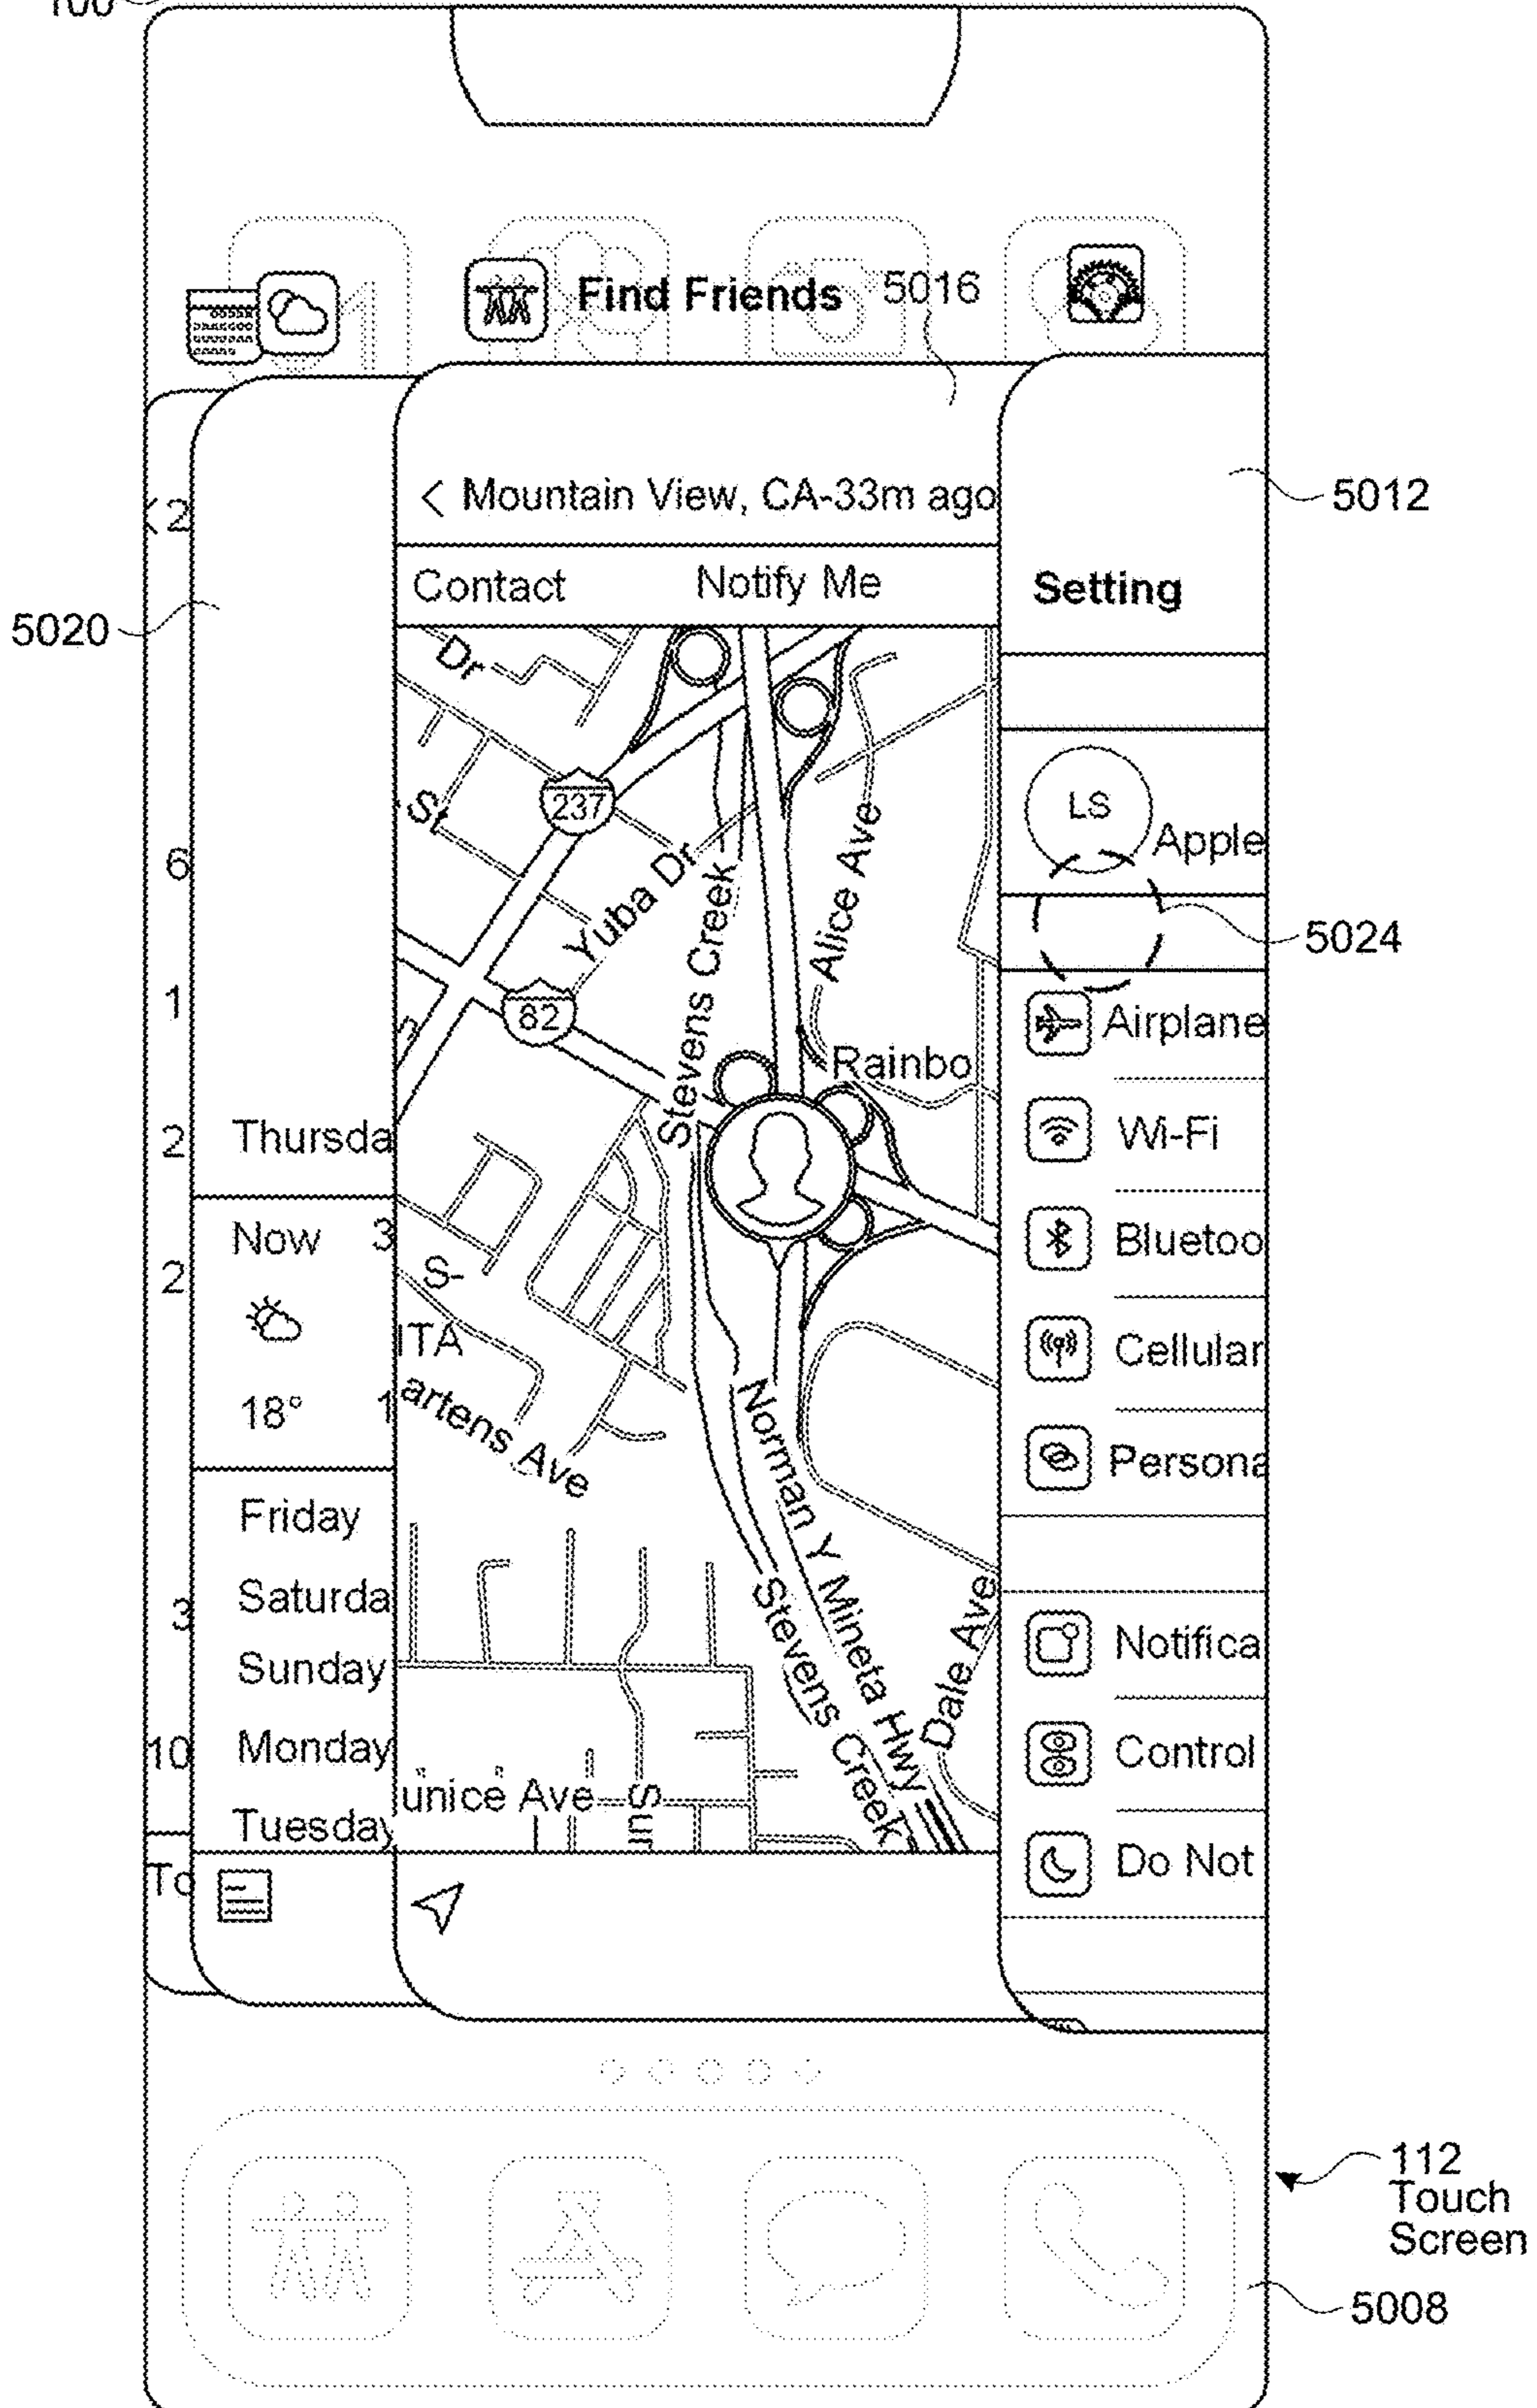 100
Find Friends
5016
< Mountain View, CA-33m ago
5012
Contact Notify Me
Setting
5020
<2
Dr
237
St
LS
Apple
6
Yuba Dr
Stevens Creek
Alice Ave
5024
82
1
Airplane
Rainbo
2
Thursda
Wi-Fi
Now 3
Bluetoo
2
S-
ITA
Cellular
18° 1
artens Ave
Persona
Norman Y Mineta Hwy
Friday
Saturda
3
Stevens Creek
Dale Ave
Notifica
Sunday
10
Monday
Control
unice Ave
Sun
Tuesday
To
Do Not
112
Touch
Screen
5008